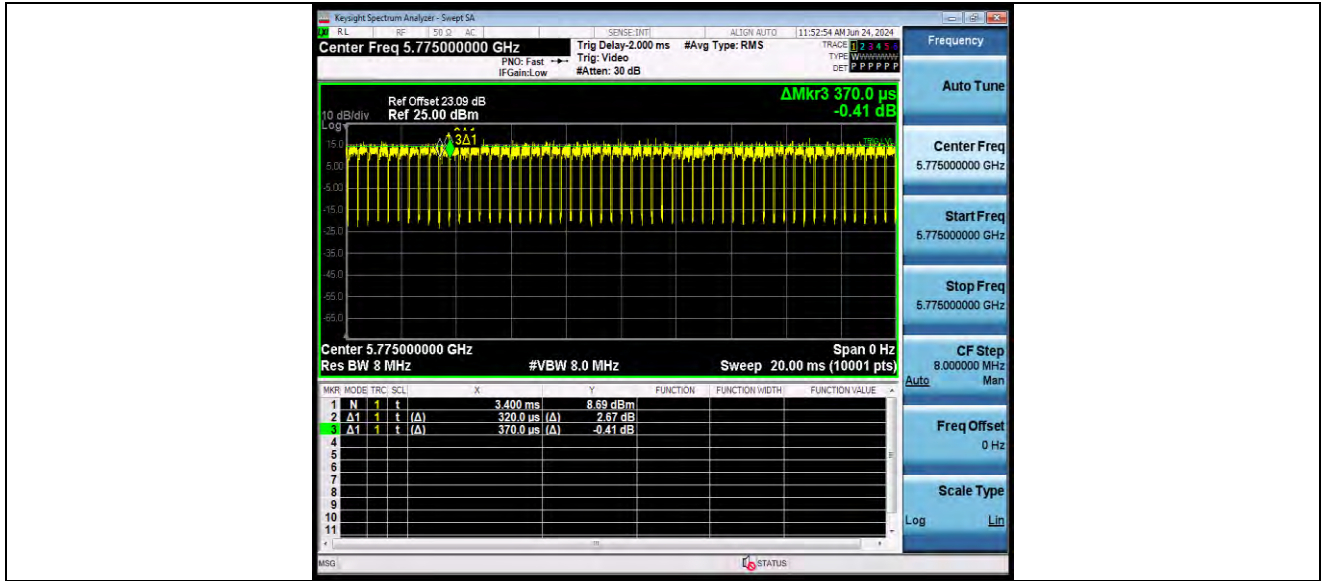 Keysight Spectrum Analyzer - Swept SA
RL RF 50 Ω AC SENSE:INT ALIGN AUTO 11:52:54 AM Jun 24, 2024
Center Freq 5.775000000 GHz
PNO: Fast
IFGain:Low
Trig Delay-2.000 ms
Trig: Video
#Atten: 30 dB
#Avg Type: RMS
TRACE 1 2 3 4 5 6
TYPE WWWWWW
DET P P P P P P
ΔMkr3 370.0 µs
-0.41 dB
Ref Offset 23.09 dB
10 dB/div Ref 25.00 dBm
Log
3Δ1
15.0
5.00
-5.00
-15.0
-25.0
-35.0
-45.0
-55.0
-65.0
Center 5.775000000 GHz Span 0 Hz
Res BW 8 MHz #VBW 8.0 MHz Sweep 20.00 ms (10001 pts)
MKR MODE TRC SCL X Y FUNCTION FUNCTION WIDTH FUNCTION VALUE
1 N 1 t 3.400 ms 8.69 dBm
2 Δ1 1 t (Δ) 320.0 µs (Δ) 2.67 dB
3 Δ1 1 t (Δ) 370.0 µs (Δ) -0.41 dB
4
5
6
7
8
9
10
11
MSG STATUS
Frequency
Auto Tune
Center Freq
5.775000000 GHz
Start Freq
5.775000000 GHz
Stop Freq
5.775000000 GHz
CF Step
8.000000 MHz
Auto Man
Freq Offset
0 Hz
Scale Type
Log Lin